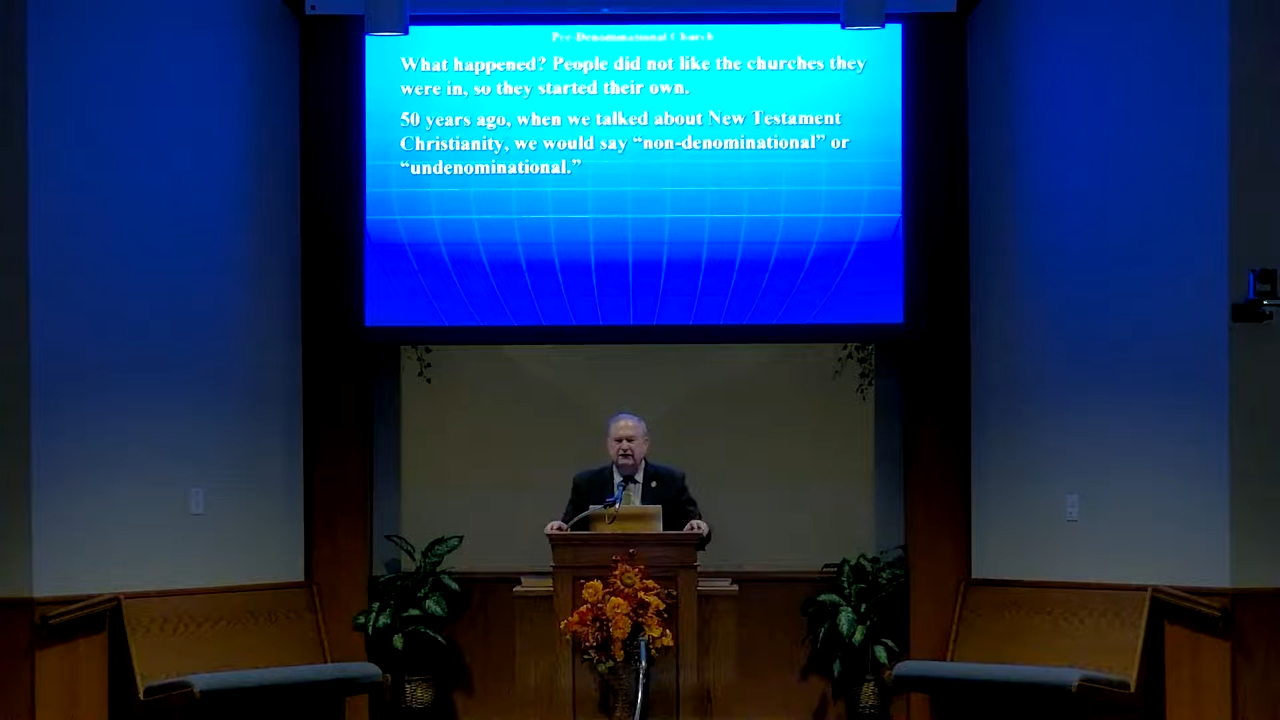 Pre-Denominational Church
What happened? People did not like the churches they
were in, so they started their own.
50 years ago, when we talked about New Testament
Christianity, we would say “non-denominational” or
“undenominational.”